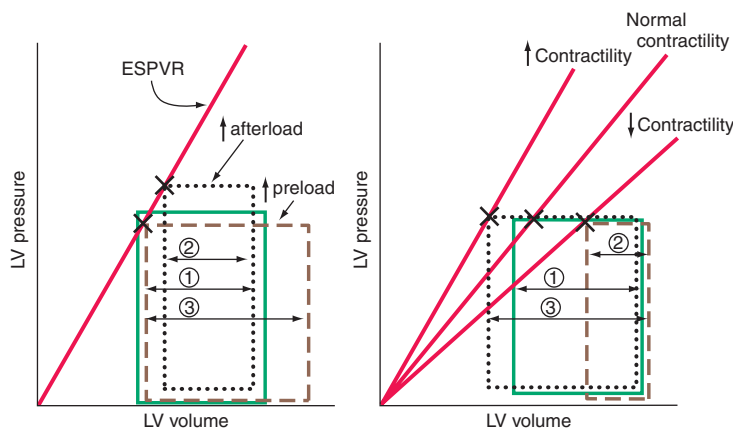 ESPVR
↑ afterload
↑ preload
②
①
③
LV pressure
LV volume
Normal
contractility
↑ Contractility
↓ Contractility
②
①
③
LV pressure
LV volume